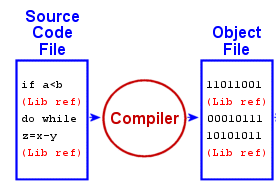 Source
Code
File
if a<b
(Lib ref)
do while
z=x-y
(Lib ref)
Compiler
Object
File
11011001
(Lib ref)
00010111
10101011
(Lib ref)